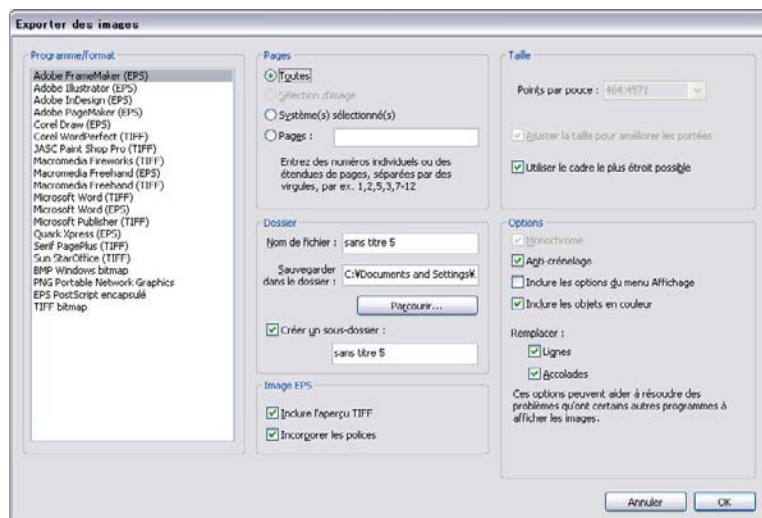 Exporter des images
Programme/format
Adobe FrameMaker (EPS)
Adobe Illustrator (EPS)
Adobe InDesign (EPS)
Adobe PageMaker (EPS)
Corel Draw (EPS)
Corel WordPerfect (TIFF)
JASC Paint Shop Pro (TIFF)
Macromedia Fireworks (TIFF)
Macromedia Freehand (EPS)
Macromedia Freehand (TIFF)
Microsoft Word (TIFF)
Microsoft Word (EPS)
Microsoft Publisher (TIFF)
Quark Xpress (EPS)
Serif PagePlus (TIFF)
Sun StarOffice (TIFF)
BMP Windows bitmap
PNG Portable Network Graphics
EPS PostScript encapsulé
TIFF bitmap
Pages
Toutes
Sélection d'image
Système(s) sélectionné(s)
Pages :
Entrez des numéros individuels ou des
étendues de pages, séparées par des
virgules, par ex. 1,2,5,3,7-12
Dossier
Nom de fichier : sans titre 5
Sauvegarder
dans le dossier : C:¥Documents and Settings¥.
Parcourir...
Créer un sous-dossier :
sans titre 5
Image EPS
Inclure l'aperçu TIFF
Incorporer les polices
Taille
Points par pouce : 464.4571
Ajuster la taille pour améliorer les portées
Utiliser le cadre le plus étroit possible
Options
Monochrome
Anti-crénelage
Inclure les options du menu Affichage
Inclure les objets en couleur
Remplacer :
Lignes
Accolades
Ces options peuvent aider à résoudre des
problèmes qu'ont certains autres programmes à
afficher les images.
Annuler
OK